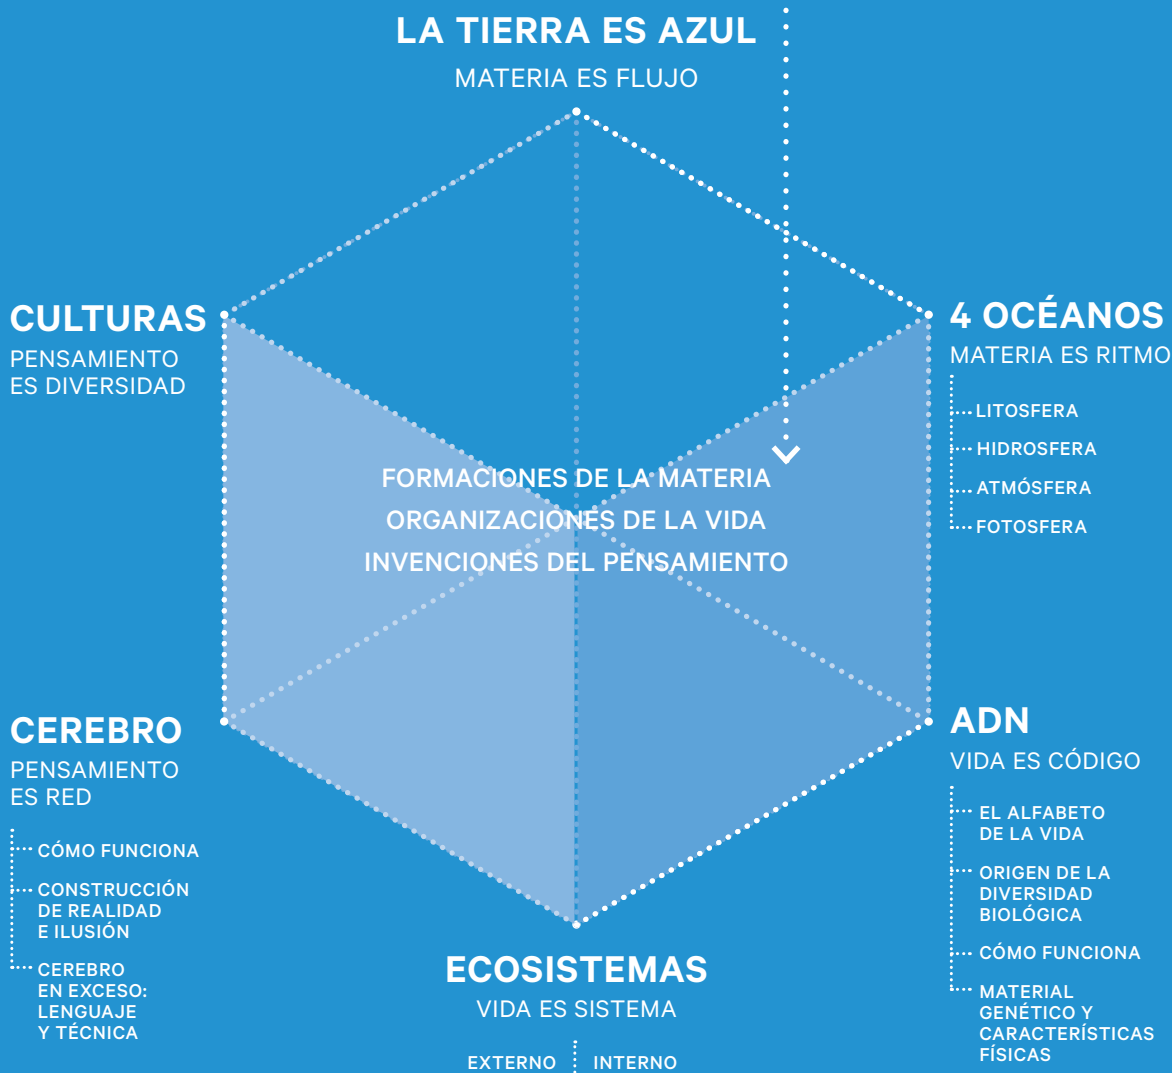 LA TIERRA ES AZUL
MATERIA ES FLUJO
CULTURAS
PENSAMIENTO
ES DIVERSIDAD
4 OCÉANOS
MATERIA ES RITMO
LITOSFERA
HIDROSFERA
ATMÓSFERA
FOTOSFERA
FORMACIONES DE LA MATERIA
ORGANIZACIONES DE LA VIDA
INVENCIONES DEL PENSAMIENTO
CEREBRO
PENSAMIENTO
ES RED
CÓMO FUNCIONA
CONSTRUCCIÓN
DE REALIDAD
E ILUSIÓN
CEREBRO
EN EXCESO:
LENGUAJE
Y TÉCNICA
ADN
VIDA ES CÓDIGO
EL ALFABETO
DE LA VIDA
ORIGEN DE LA
DIVERSIDAD
BIOLÓGICA
CÓMO FUNCIONA
MATERIAL
GENÉTICO Y
CARACTERÍSTICAS
FÍSICAS
ECOSISTEMAS
VIDA ES SISTEMA
EXTERNO
INTERNO